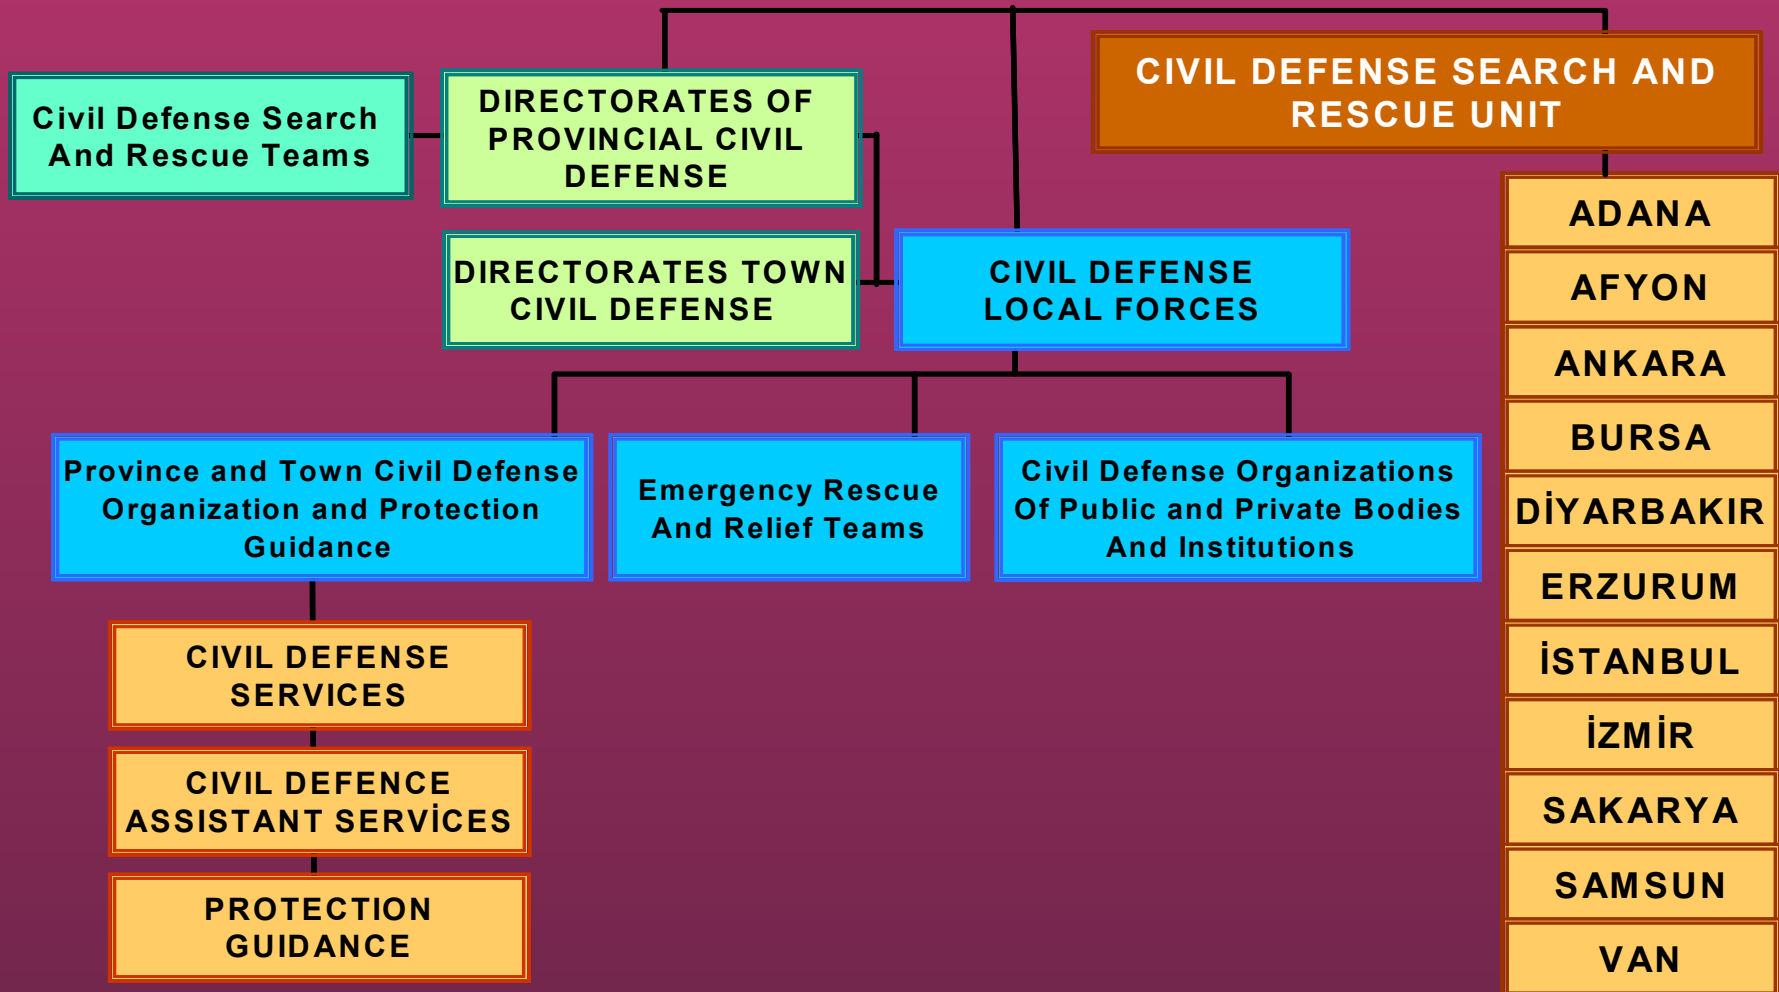 CIVIL DEFENSE SEARCH AND
RESCUE UNIT
Civil Defense Search
And Rescue Teams
DIRECTORATES OF
PROVINCIAL CIVIL
DEFENSE
DIRECTORATES TOWN
CIVIL DEFENSE
CIVIL DEFENSE
LOCAL FORCES
Province and Town Civil Defense
Organization and Protection
Guidance
Emergency Rescue
And Relief Teams
Civil Defense Organizations
Of Public and Private Bodies
And Institutions
CIVIL DEFENSE
SERVICES
CIVIL DEFENCE
ASSISTANT SERVİCES
PROTECTION
GUIDANCE
ADANA
AFYON
ANKARA
BURSA
DİYARBAKIR
ERZURUM
İSTANBUL
İZMİR
SAKARYA
SAMSUN
VAN